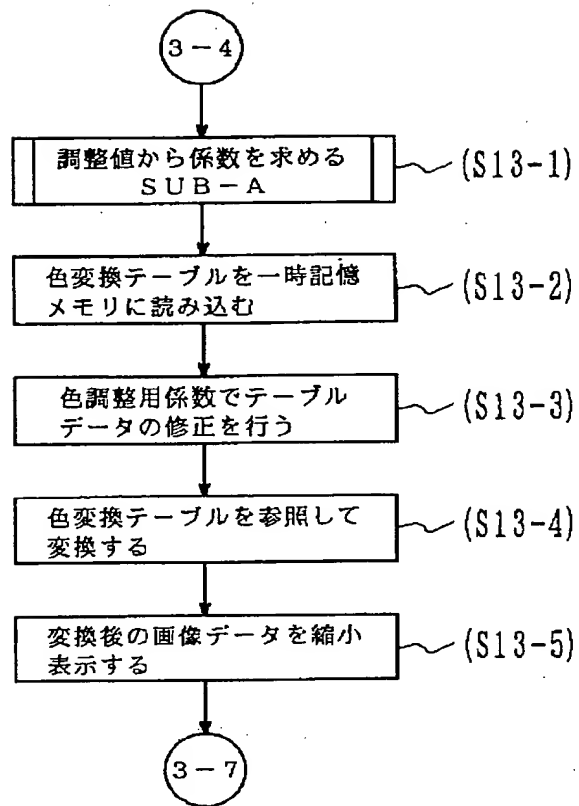 3－4
調整値から係数を求める
SUB－A
(S13-1)
色変換テーブルを一時記憶
メモリに読み込む
(S13-2)
色調整用係数でテーブル
データの修正を行う
(S13-3)
色変換テーブルを参照して
変換する
(S13-4)
変換後の画像データを縮小
表示する
(S13-5)
3－7